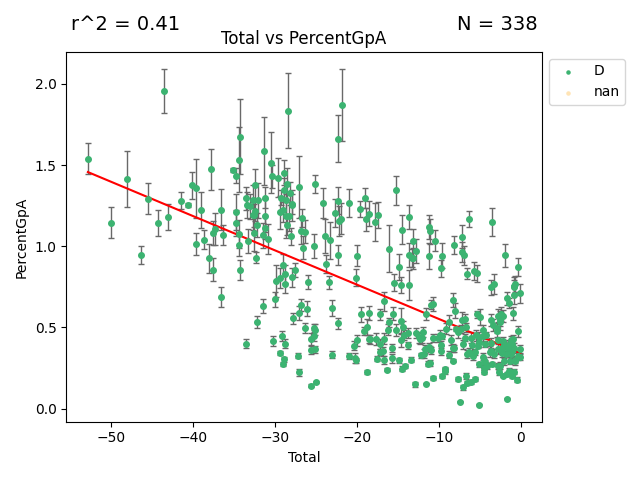 r^2 = 0.41
N = 338
Total vs PercentGpA
D
nan
PercentGpA
2.0
1.5
1.0
0.5
0.0
−50
−40
−30
−20
−10
0
Total